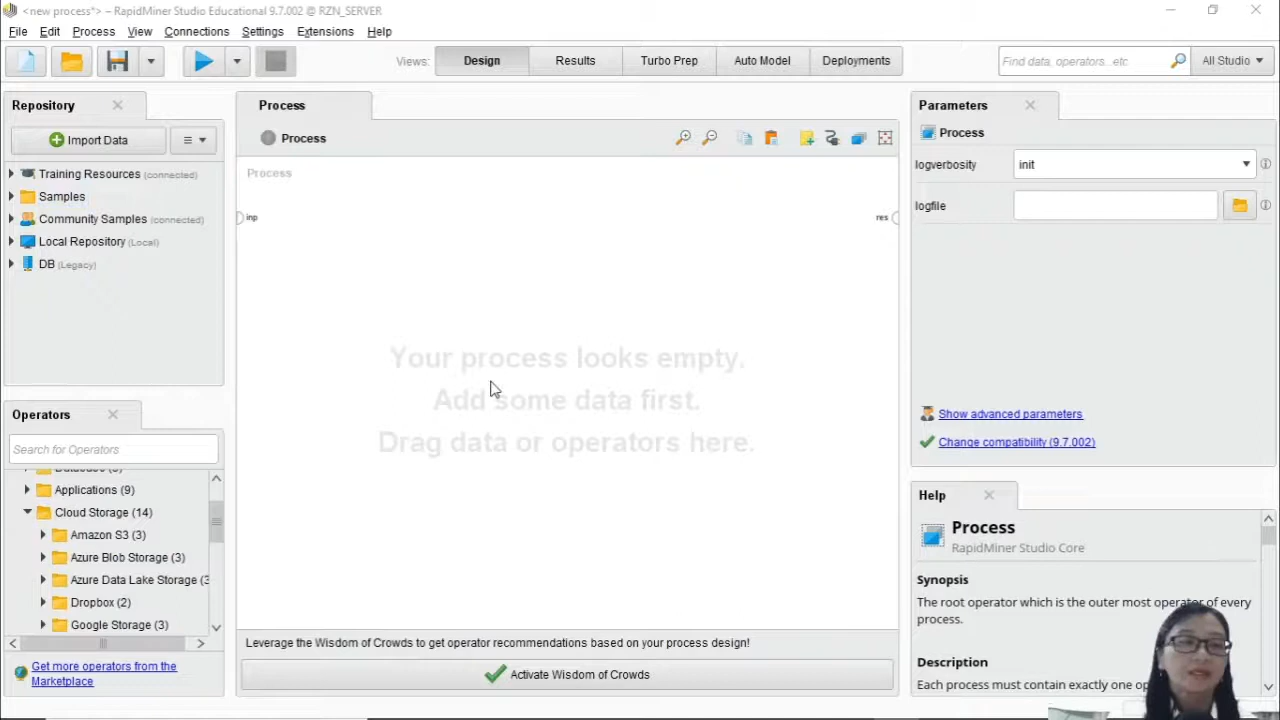 <new process*> – RapidMiner Studio Educational 9.7.002 @ RZN_SERVER
File Edit Process View Connections Settings Extensions Help
Views: Design Results Turbo Prep Auto Model Deployments
Find data, operators...etc
All Studio
Repository
Import Data
Training Resources (connected)
Samples
Community Samples (connected)
Local Repository (Local)
DB (Legacy)
Operators
Search for Operators
Applications (9)
Cloud Storage (14)
Amazon S3 (3)
Azure Blob Storage (3)
Azure Data Lake Storage (3
Dropbox (2)
Google Storage (3)
Get more operators from the
Marketplace
Process
Process
Process
inp
res
Your process looks empty.
Add some data first.
Drag data or operators here.
Leverage the Wisdom of Crowds to get operator recommendations based on your process design!
Activate Wisdom of Crowds
Parameters
Process
logverbosity
init
logfile
Show advanced parameters
Change compatibility (9.7.002)
Help
Process
RapidMiner Studio Core
Synopsis
The root operator which is the outer most operator of every
process.
Description
Each process must contain exactly one